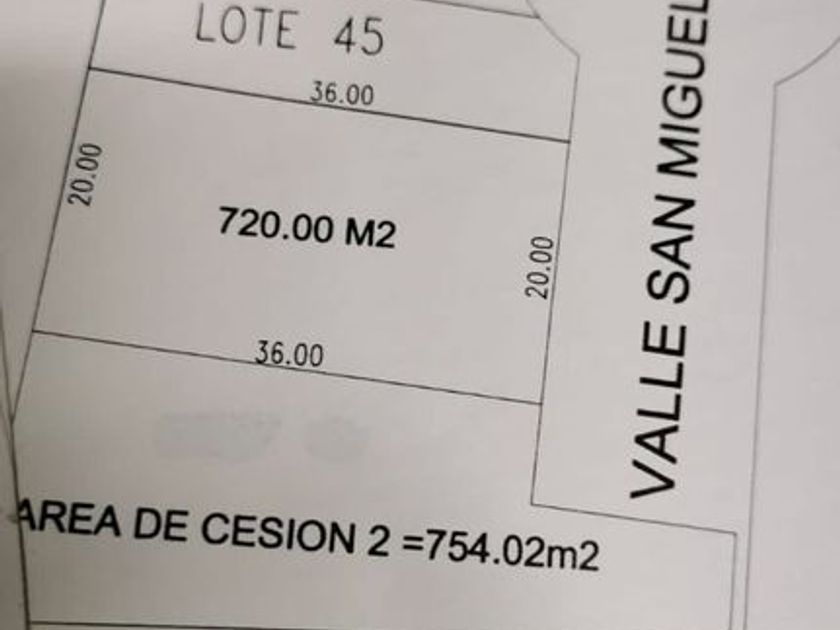 LOTE 45
36.00
20.00
720.00 M2
20.00
36.00
VALLE SAN MIGUEL
AREA DE CESION 2 =754.02m2